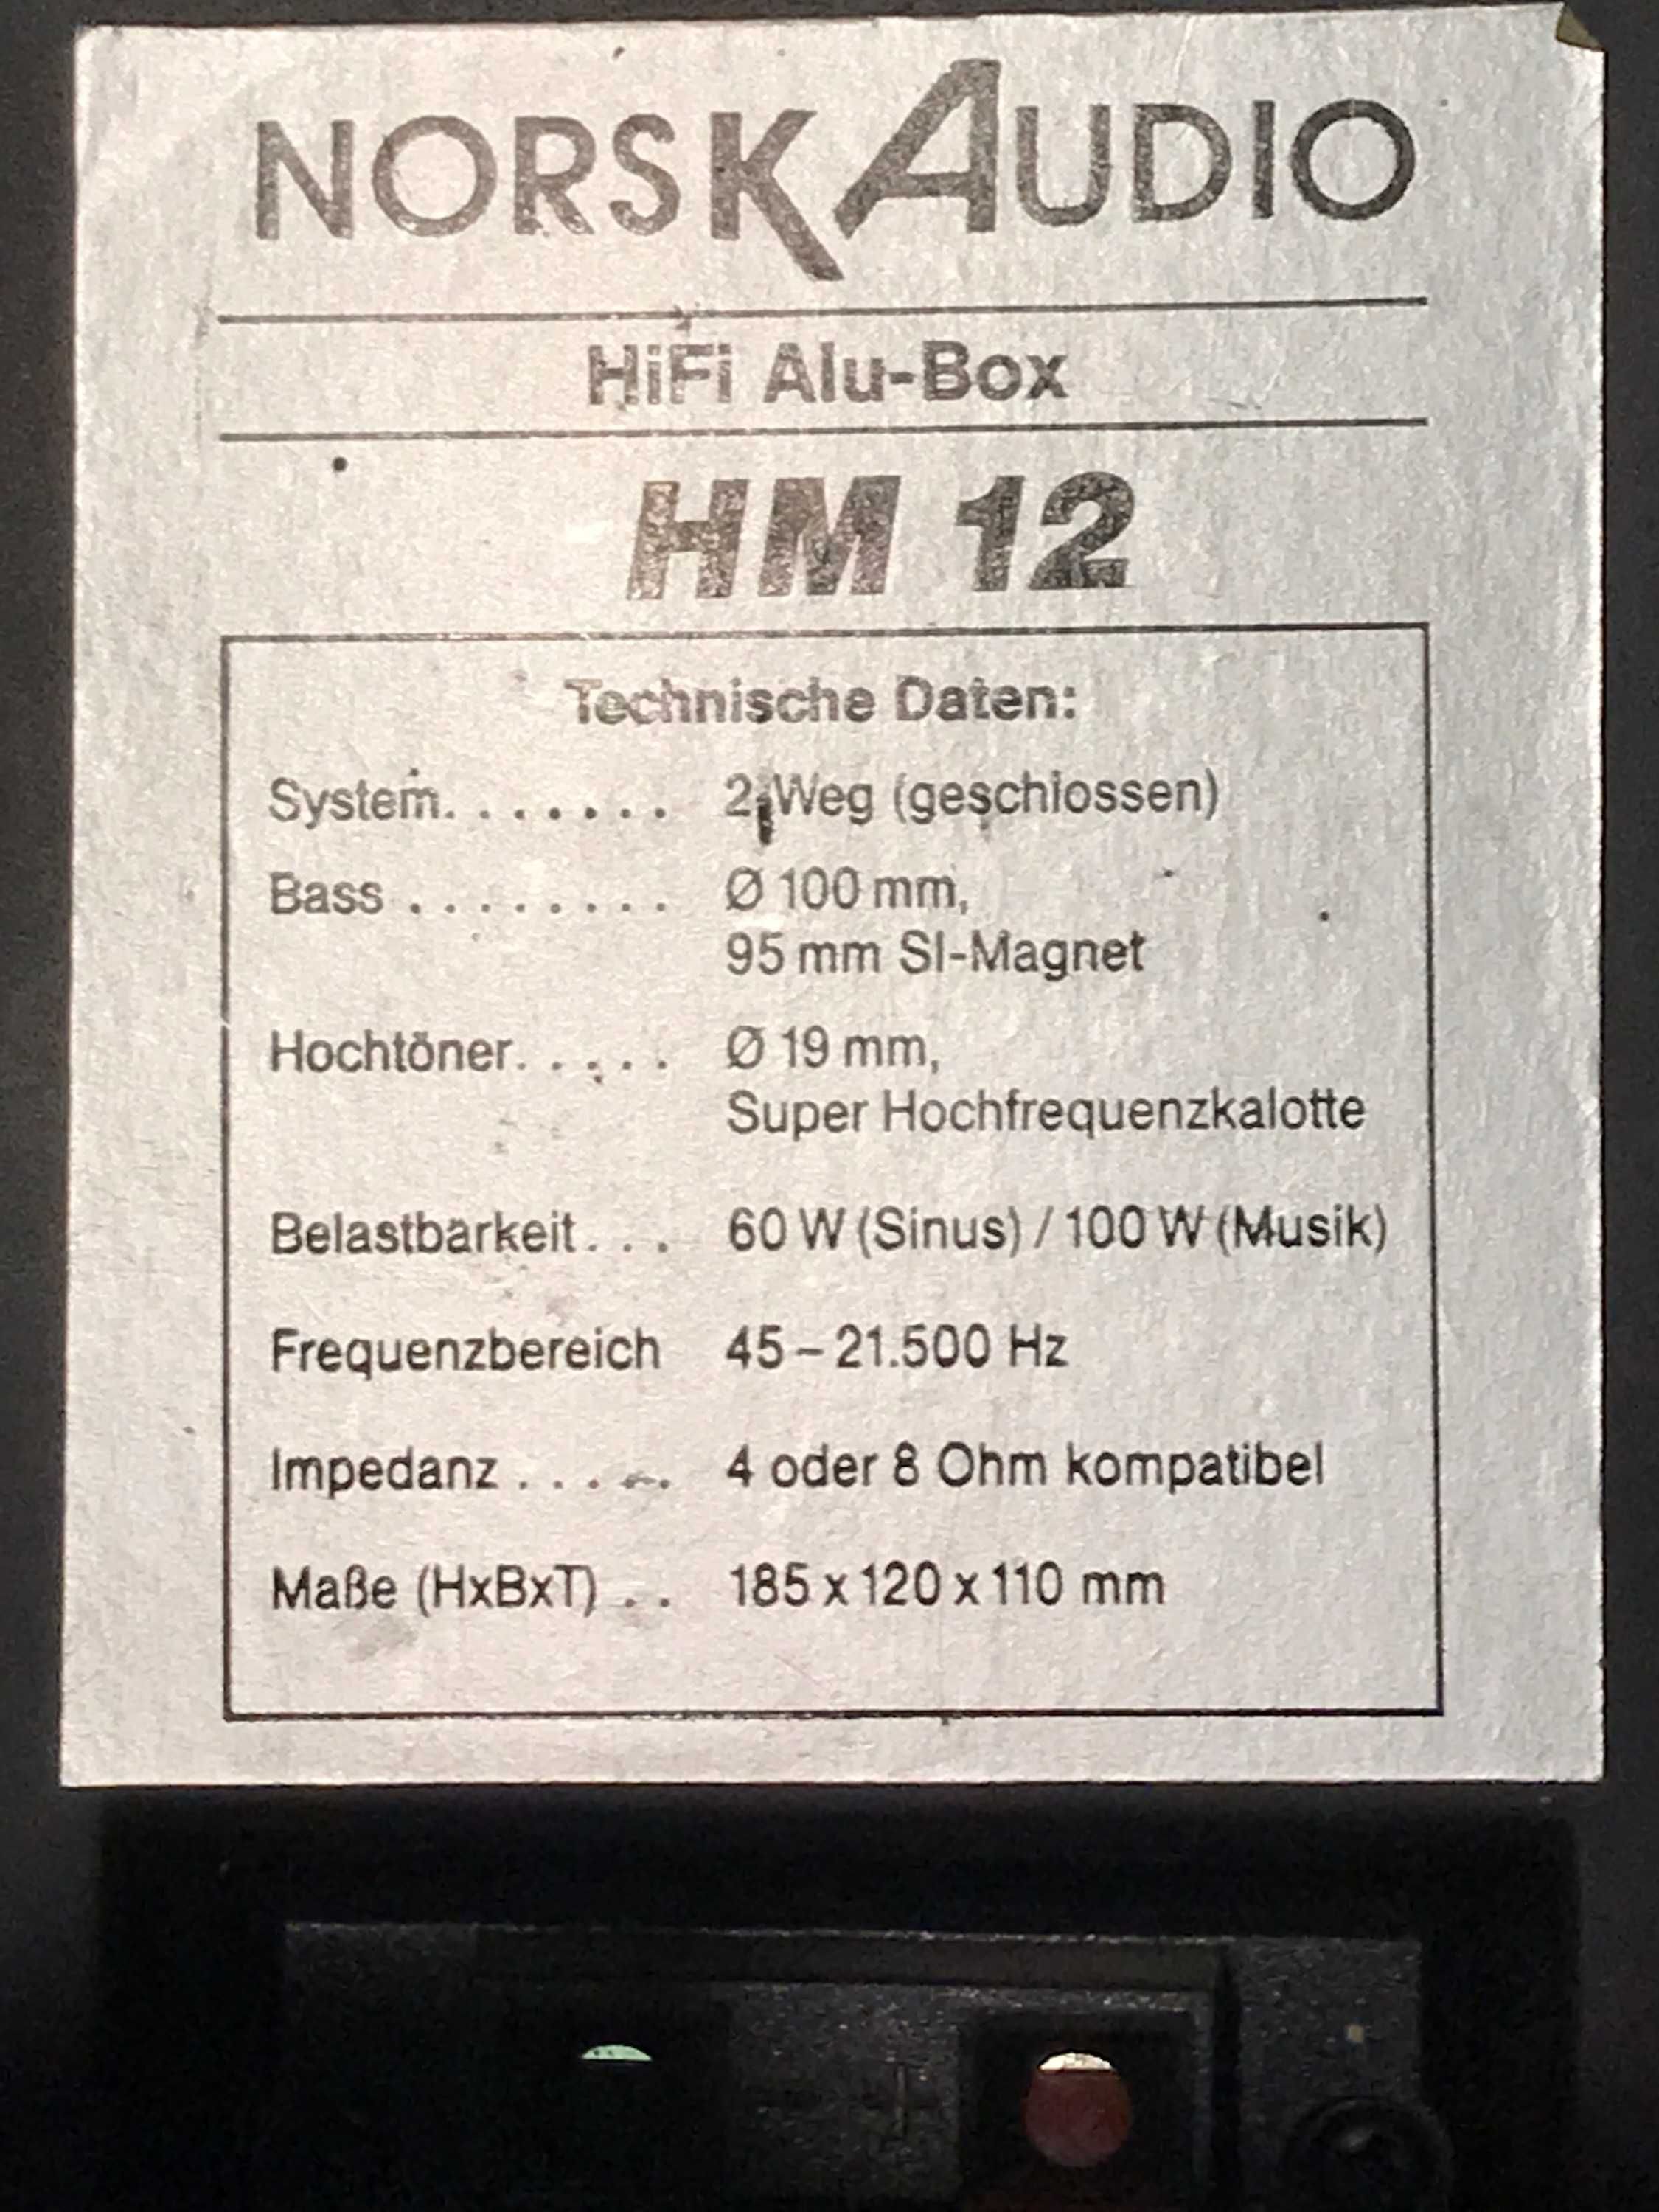 NORSK AUDIO
HiFi Alu-Box
HM 12
Technische Daten:
System. . . . . . . . 2-Weg (geschlossen)
Bass . . . . . . . . . Ø 100 mm,
95 mm SI-Magnet
Hochtöner. . . . . Ø 19 mm,
Super Hochfrequenzkalotte
Belastbarkeit. . . 60 W (Sinus) / 100 W (Musik)
Frequenzbereich 45 – 21.500 Hz
Impedanz . . . . . 4 oder 8 Ohm kompatibel
Maße (HxBxT) . . 185 x 120 x 110 mm
- +